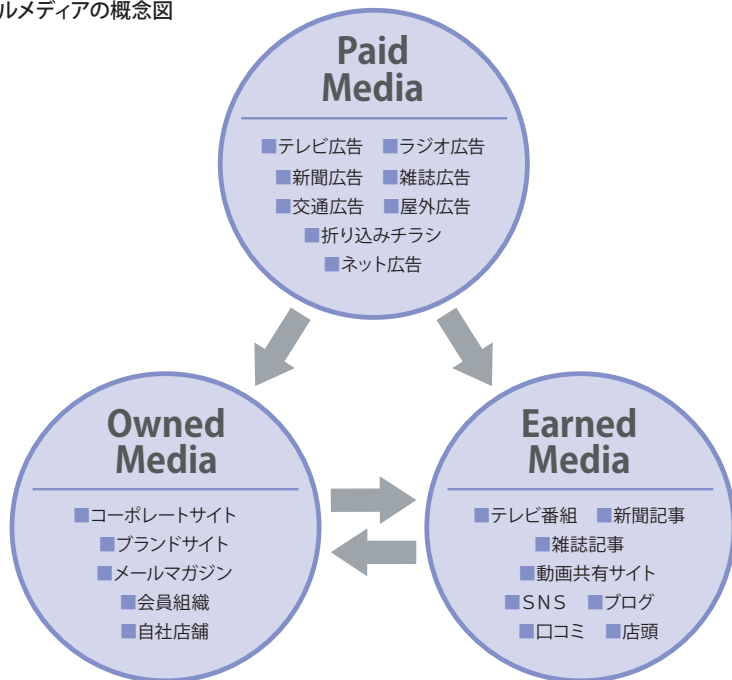 ルメディアの概念図
Paid
Media
■テレビ広告 ■ラジオ広告
■新聞広告 ■雑誌広告
■交通広告 ■屋外広告
■折り込みチラシ
■ネット広告
Owned
Media
■コーポレートサイト
■ブランドサイト
■メールマガジン
■会員組織
■自社店舗
Earned
Media
■テレビ番組 ■新聞記事
■雑誌記事
■動画共有サイト
■ＳＮＳ ■ブログ
■口コミ ■店頭